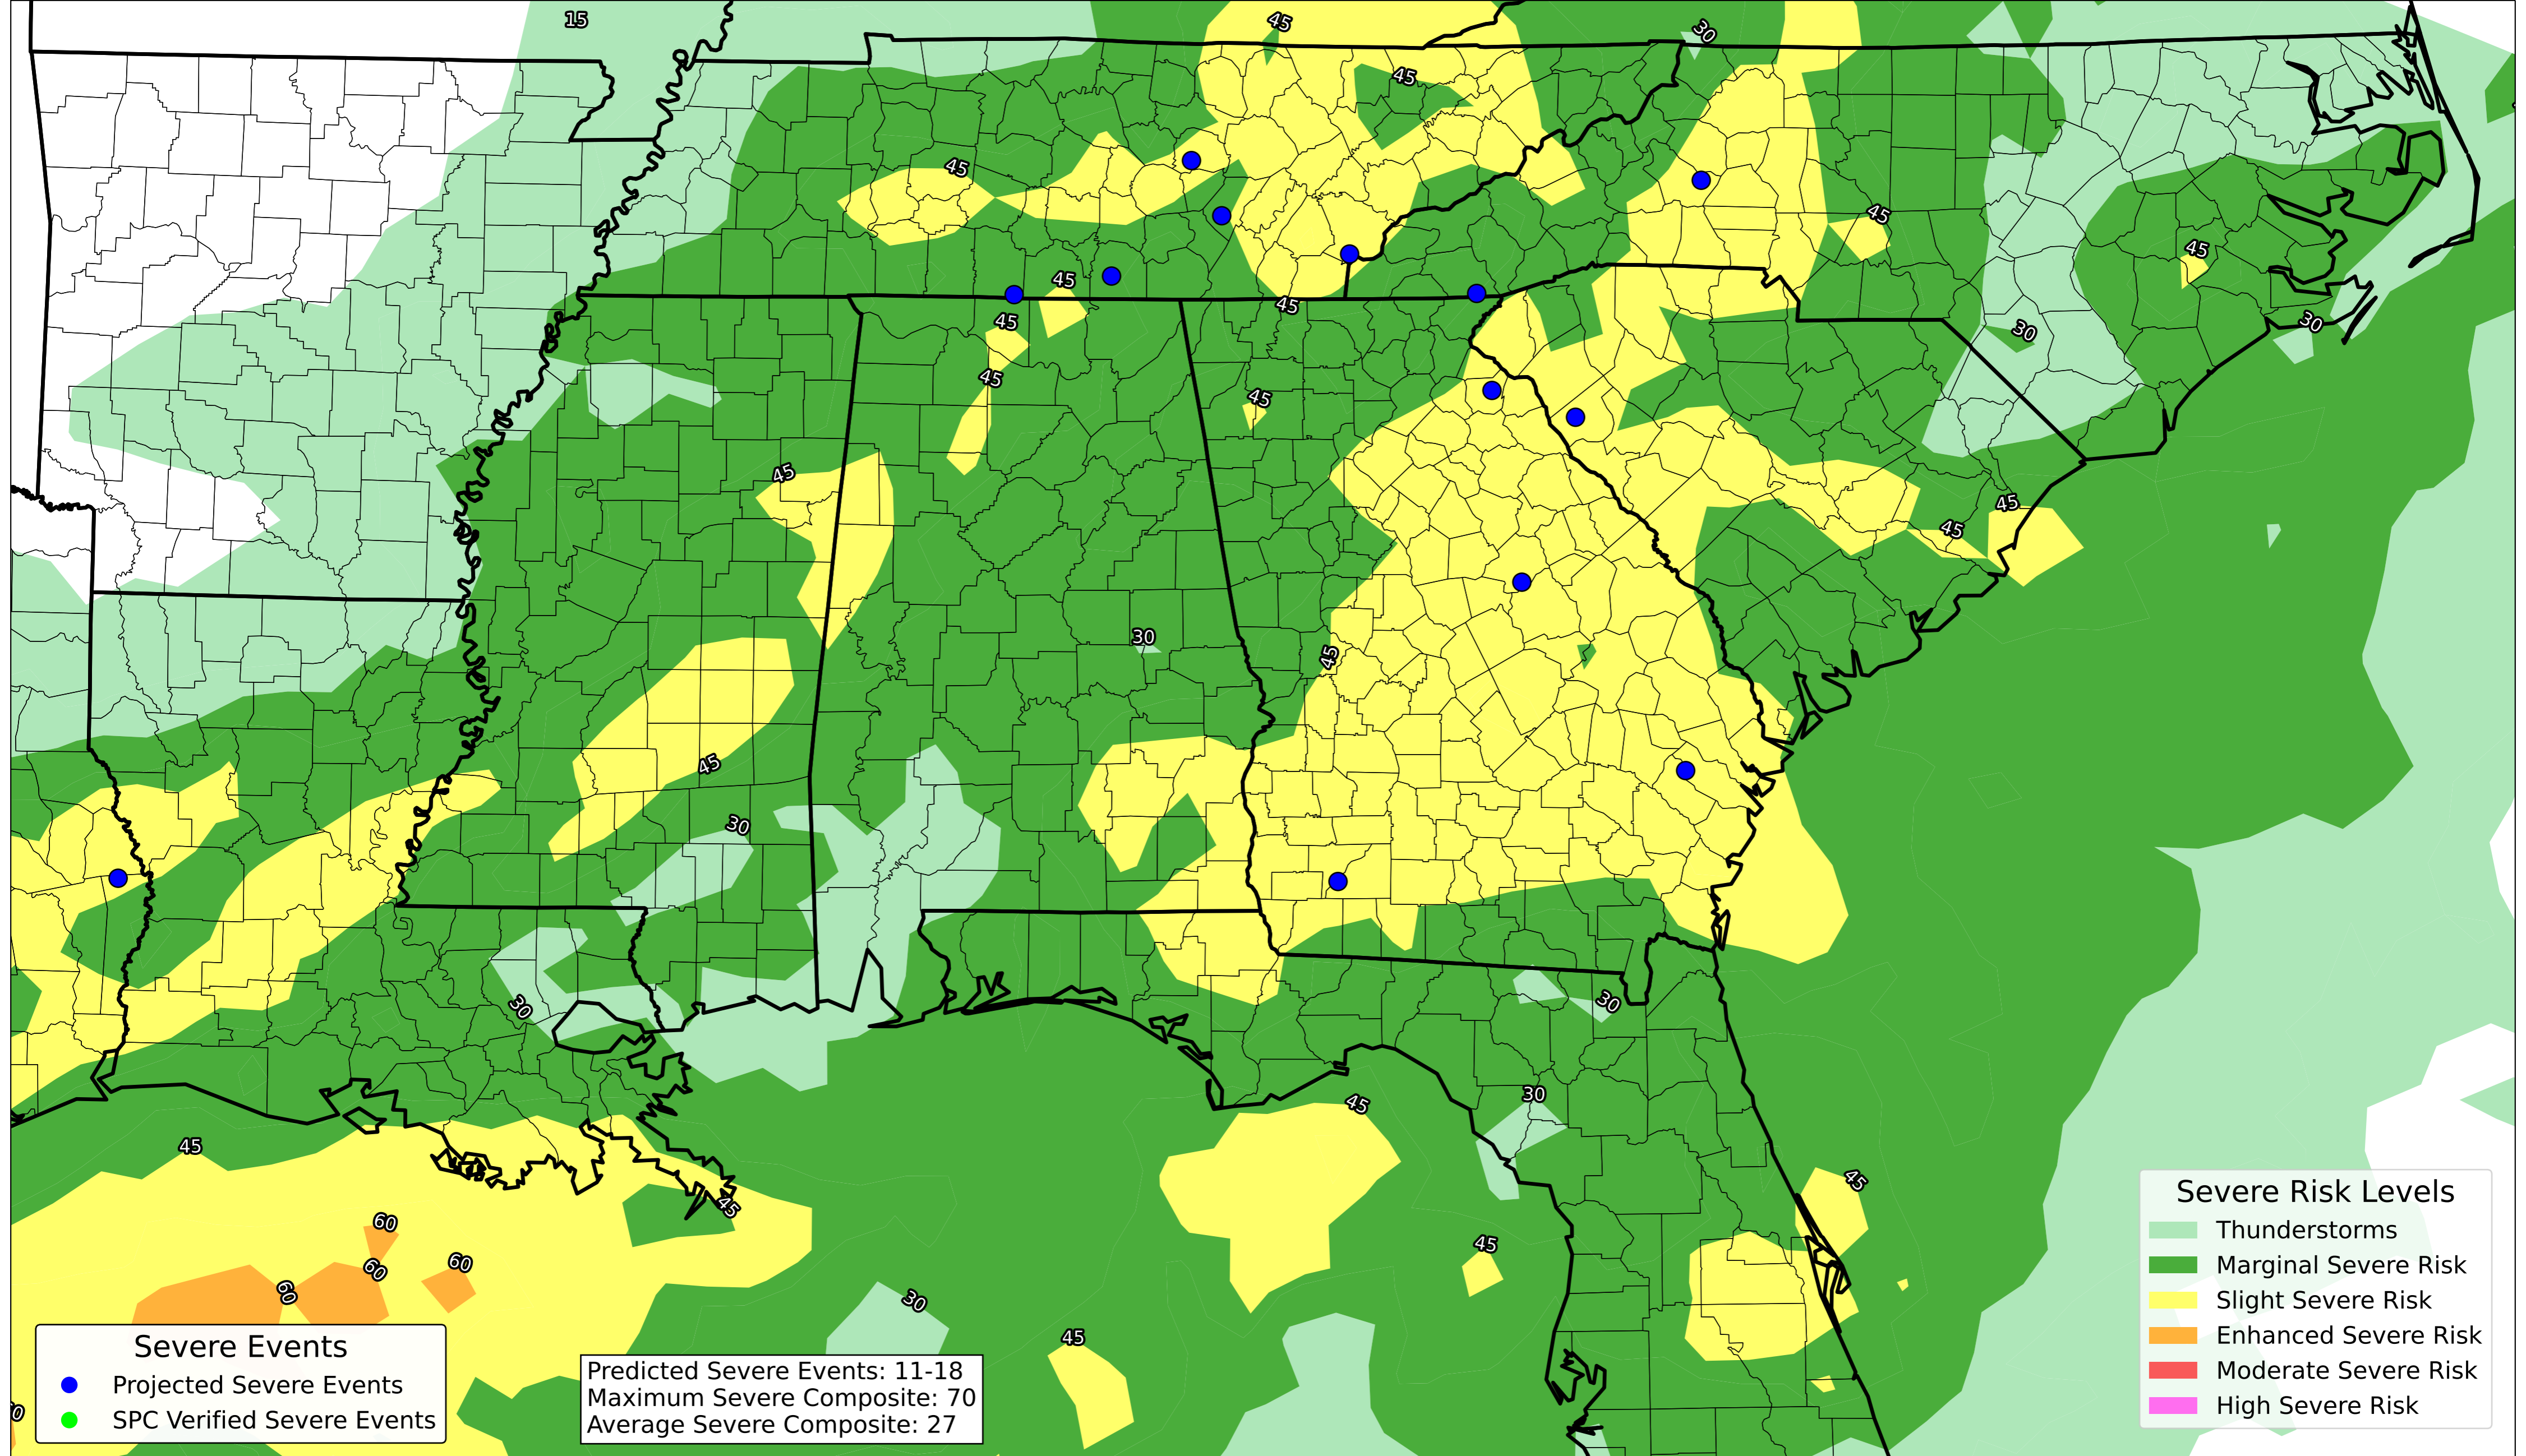 15
45
30
45
45
45
45
45
45
45
45
30
30
45
45
45
45
45
30
45
45
30
30
30
45
30
45
45
45
45
60
60
60
60
30
45
Severe Events
Projected Severe Events
SPC Verified Severe Events
Predicted Severe Events: 11-18
Maximum Severe Composite: 70
Average Severe Composite: 27
Severe Risk Levels
Thunderstorms
Marginal Severe Risk
Slight Severe Risk
Enhanced Severe Risk
Moderate Severe Risk
High Severe Risk